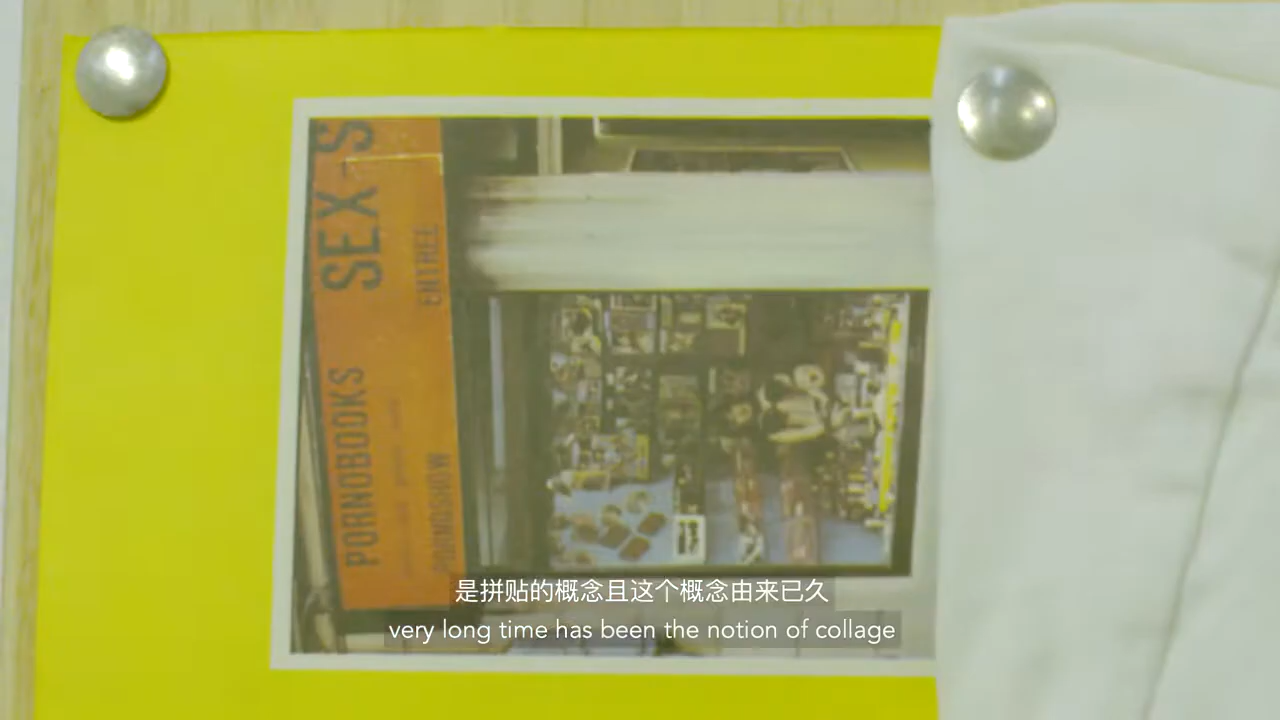 SEX-S
ENTREE
PORNOBOOKS
PORNOSHOW
是拼贴的概念且这个概念由来已久
very long time has been the notion of collage